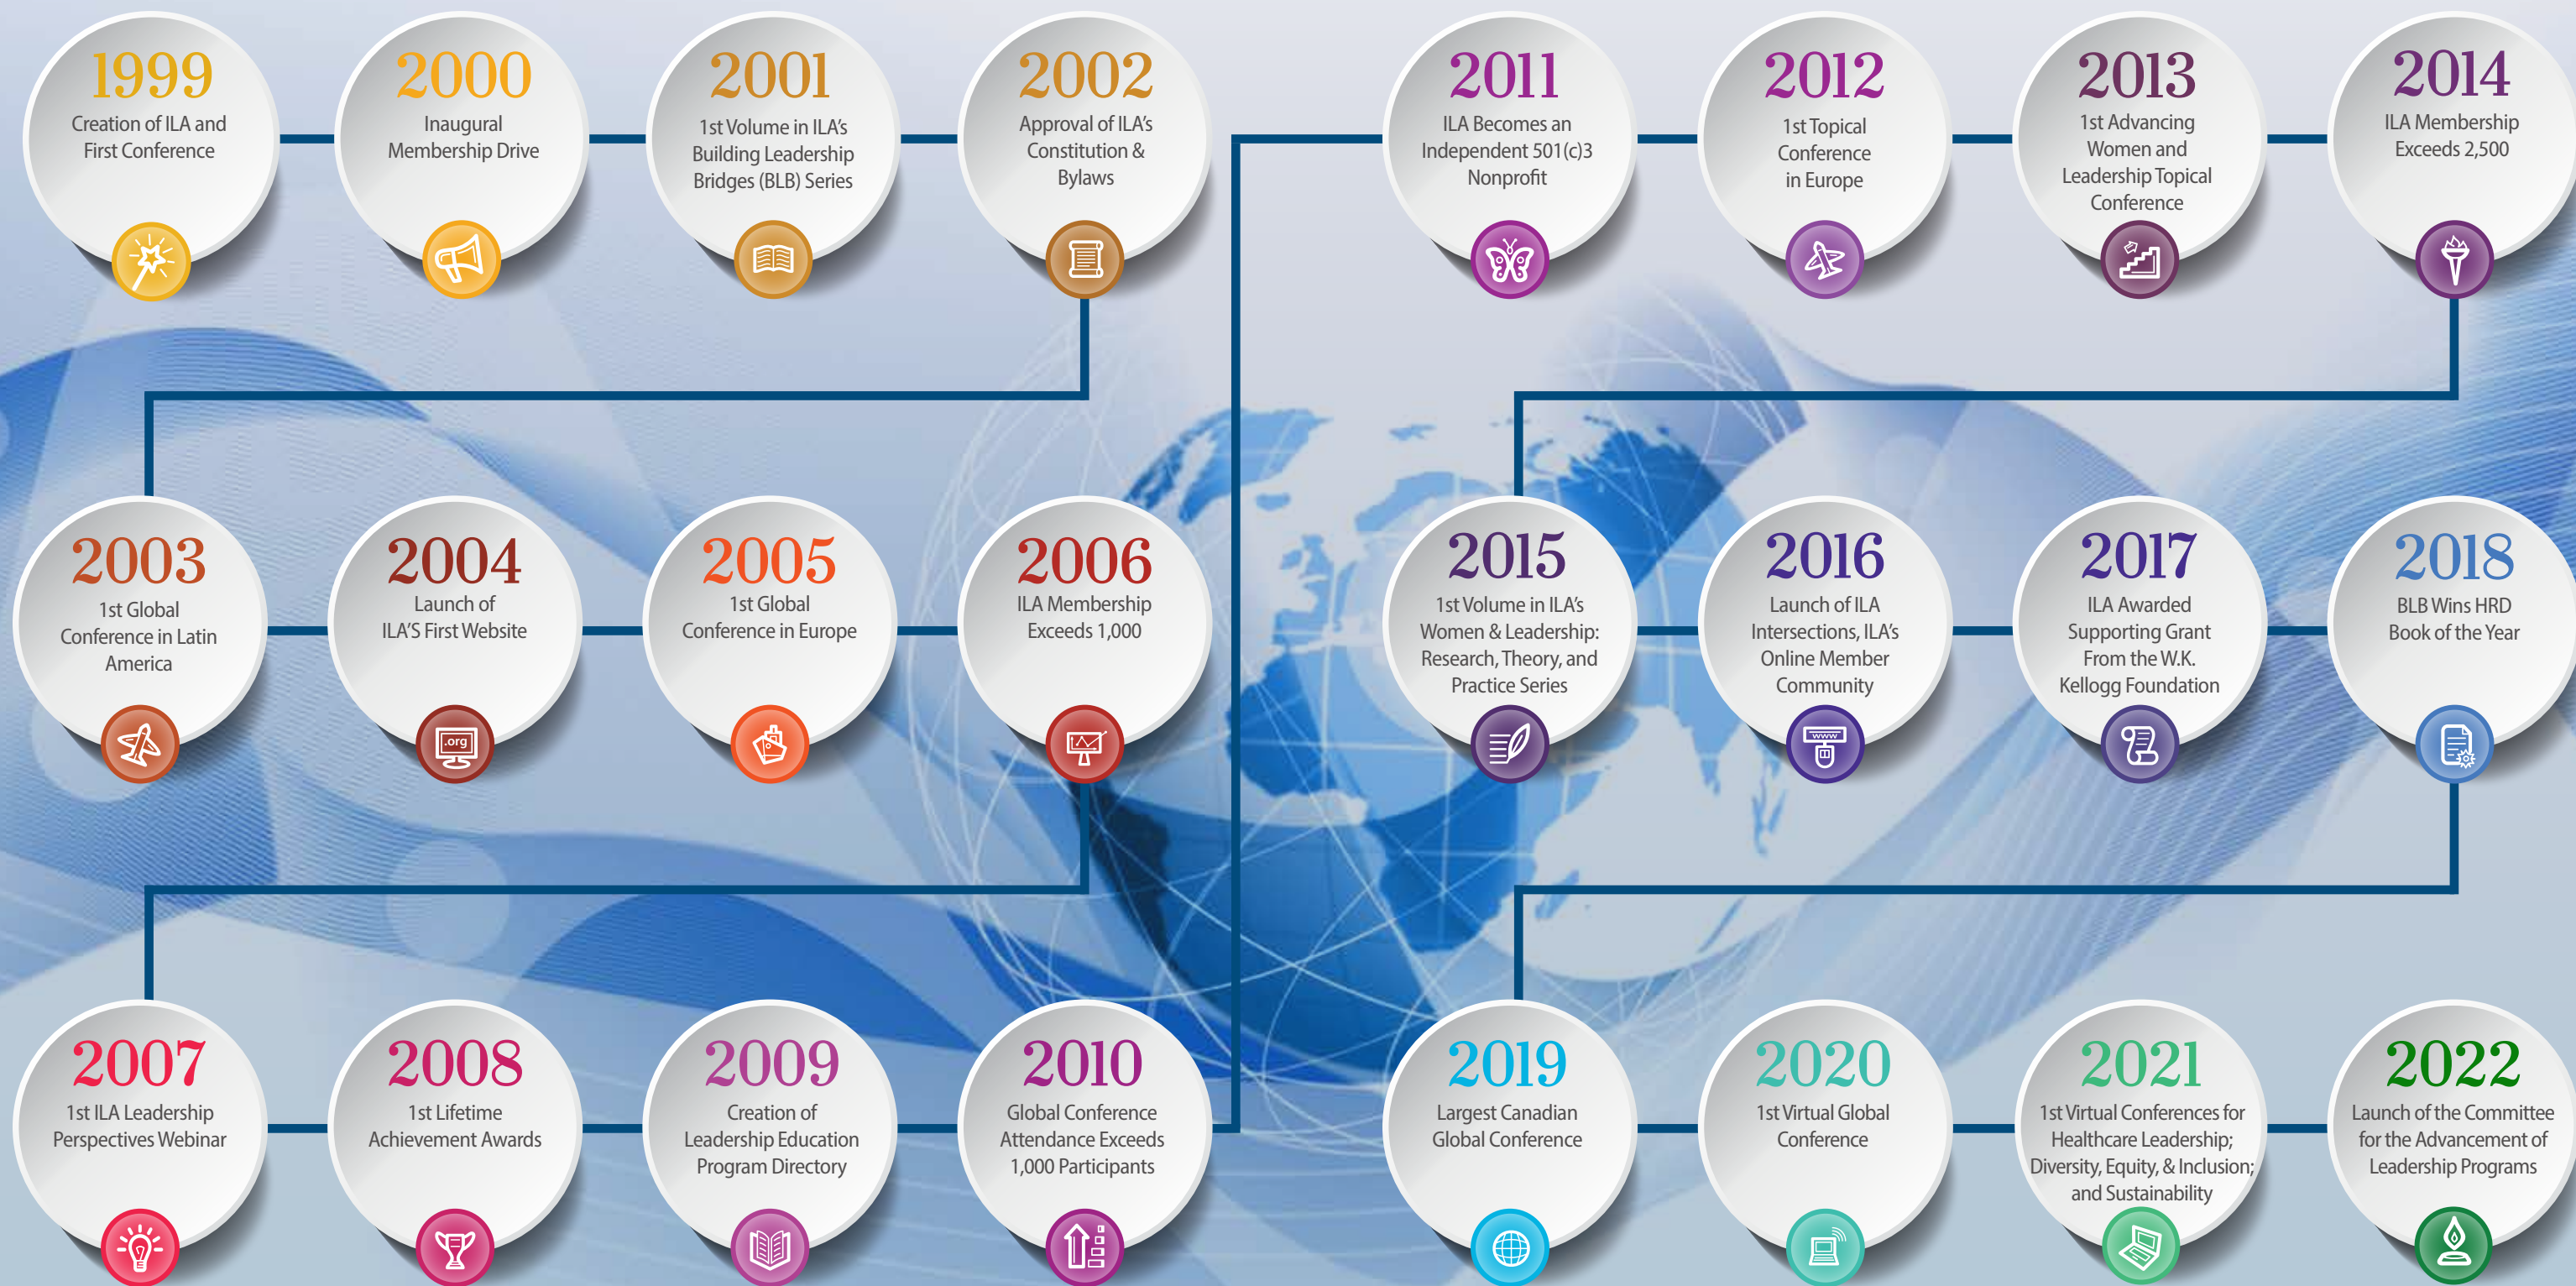 1999
Creation of ILA and
First Conference
2000
Inaugural
Membership Drive
2001
1st Volume in ILA's
Building Leadership
Bridges (BLB) Series
2002
Approval of ILA's
Constitution &
Bylaws
2003
1st Global
Conference in Latin
America
2004
Launch of
ILA'S First Website
.org
2005
1st Global
Conference in Europe
2006
ILA Membership
Exceeds 1,000
2007
1st ILA Leadership
Perspectives Webinar
2008
1st Lifetime
Achievement Awards
2009
Creation of
Leadership Education
Program Directory
2010
Global Conference
Attendance Exceeds
1,000 Participants
2011
ILA Becomes an
Independent 501(c)3
Nonprofit
2012
1st Topical
Conference
in Europe
2013
1st Advancing
Women and
Leadership Topical
Conference
2014
ILA Membership
Exceeds 2,500
2015
1st Volume in ILA's
Women & Leadership:
Research, Theory, and
Practice Series
2016
Launch of ILA
Intersections, ILA's
Online Member
Community
www
2017
ILA Awarded
Supporting Grant
From the W.K.
Kellogg Foundation
2018
BLB Wins HRD
Book of the Year
2019
Largest Canadian
Global Conference
2020
1st Virtual Global
Conference
2021
1st Virtual Conferences for
Healthcare Leadership;
Diversity, Equity, & Inclusion;
and Sustainability
2022
Launch of the Committee
for the Advancement of
Leadership Programs